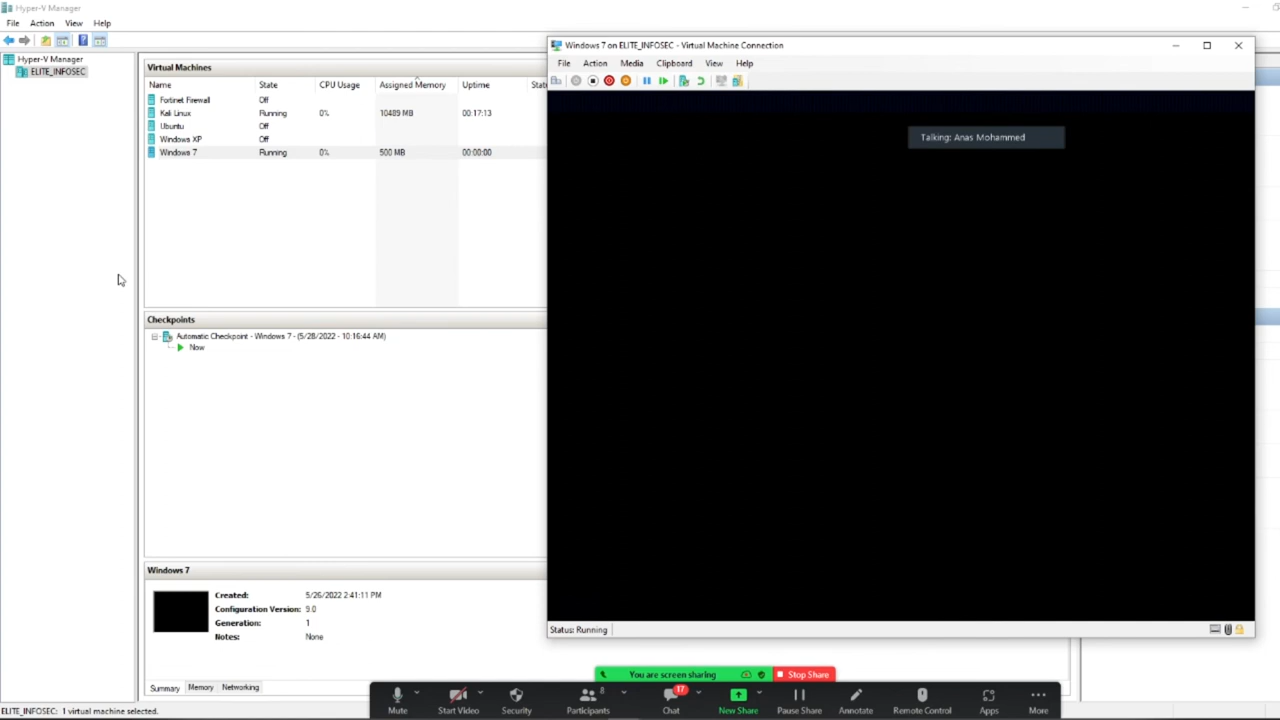 Hyper-V Manager
File Action View Help
Hyper-V Manager
ELITE_INFOSEC
Virtual Machines
Name State CPU Usage Assigned Memory Uptime Stat
Fortinet Firewall Off
Kali Linux Running 0% 10489 MB 00:17:13
Ubuntu Off
Windows XP Off
Windows 7 Running 0% 500 MB 00:00:00
Checkpoints
Automatic Checkpoint - Windows 7 - (5/28/2022 - 10:16:44 AM)
Now
Windows 7
Created: 5/26/2022 2:41:11 PM
Configuration Version: 9.0
Generation: 1
Notes: None
Summary Memory Networking
ELITE_INFOSEC: 1 virtual machine selected.
Windows 7 on ELITE_INFOSEC - Virtual Machine Connection
File Action Media Clipboard View Help
Talking: Anas Mohammed
Status: Running
You are screen sharing Stop Share
8
17
Mute Start Video Security Participants Chat New Share Pause Share Annotate Remote Control Apps More